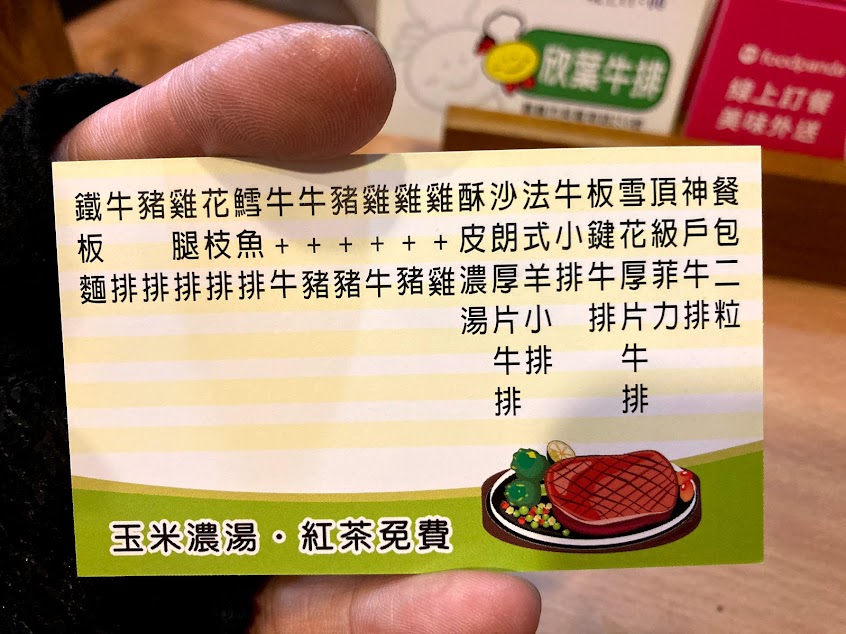 欣葉牛排
foodpanda
線上訂餐
美味外送
餐包二粒
神戶牛排
頂級菲力
雪花厚片牛排
板鍵牛排
牛小排
法式羊小排
沙朗厚片牛排
酥皮濃湯
雞+雞
雞+豬
雞+牛
豬+豬
牛+豬
牛+牛
鱈魚排
花枝排
雞腿排
豬排
牛排
鐵板麵
玉米濃湯・紅茶免費